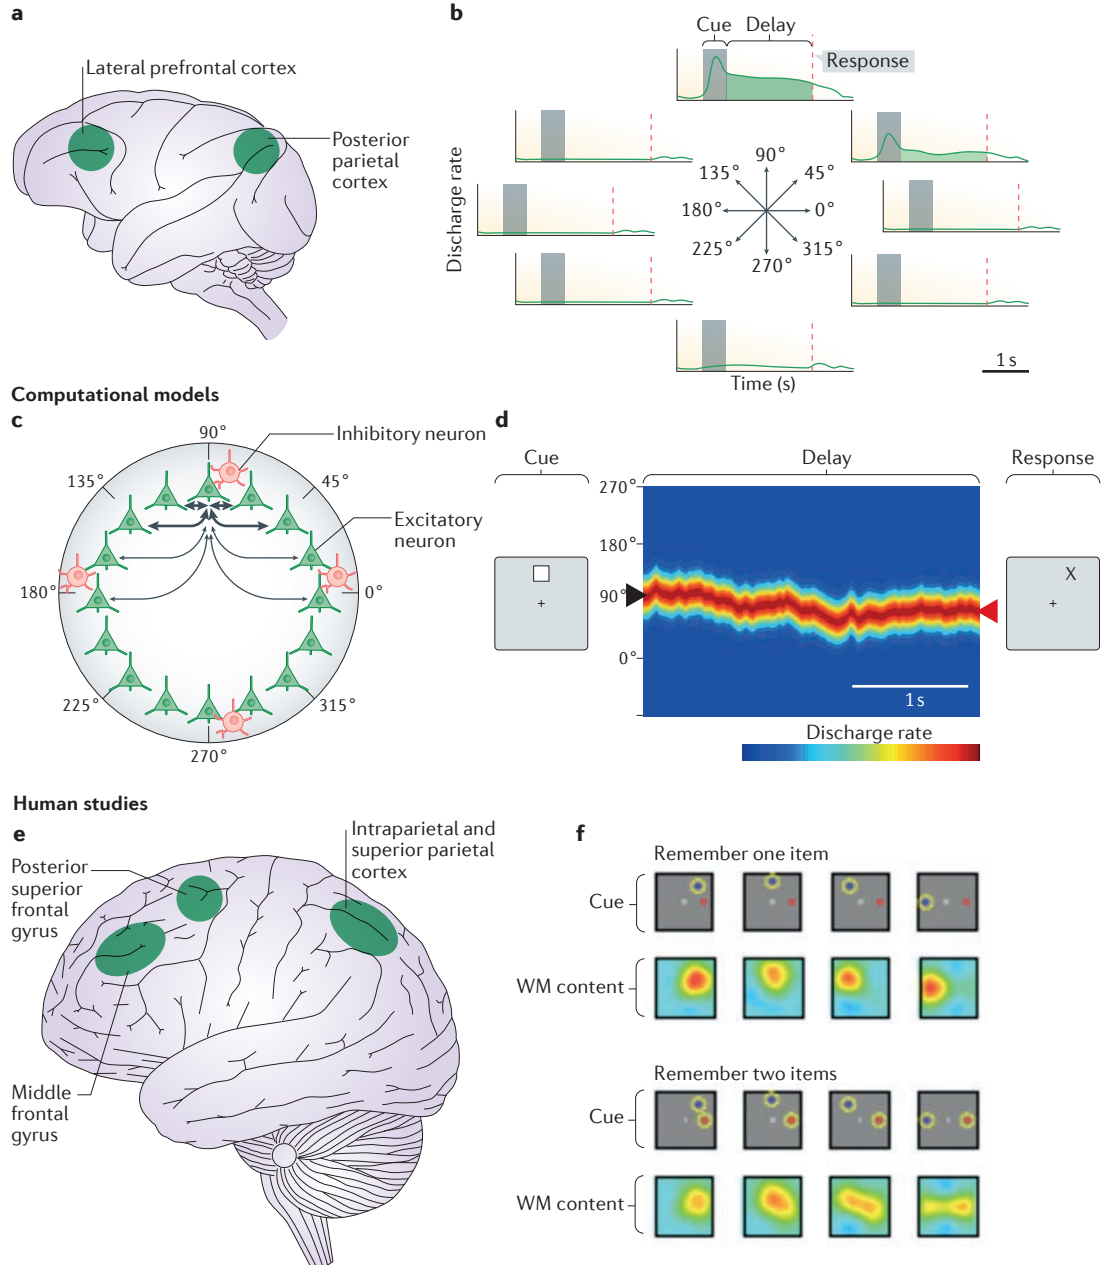 a
Lateral prefrontal cortex
Posterior
parietal
cortex
b
Cue
Delay
Response
Discharge rate
90°
135°
45°
180°
0°
225°
315°
270°
Time (s)
1 s
Computational models
c
90°
Inhibitory neuron
135°
45°
Excitatory
neuron
180°
0°
225°
315°
270°
d
Cue
Delay
Response
270°
180°
90°
0°
+
X
+
1 s
Discharge rate
Human studies
e
Posterior
superior
frontal
gyrus
Intraparietal and
superior parietal
cortex
Middle
frontal
gyrus
f
Remember one item
Cue
WM content
Remember two items
Cue
WM content